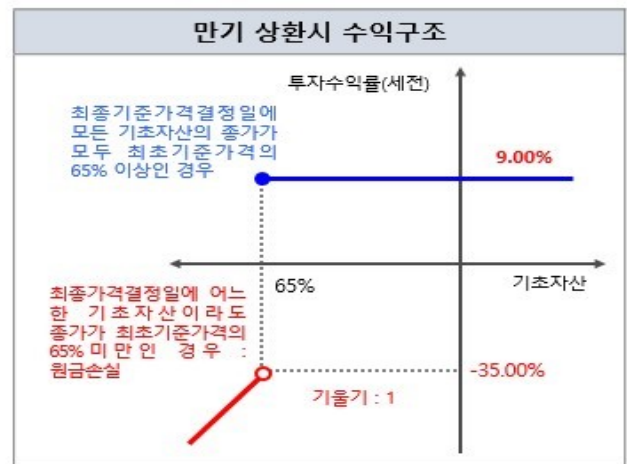 만기 상환시 수익구조
투자수익률(세전)
최종기준가격결정일에
모든 기초자산의 종가가
모두 최초기준가격의
65% 이상인 경우
9.00%
65%
기초자산
최종가격결정일에 어느
한 기초자산이라도
종가가 최초기준가격의
65% 미만인 경우 :
원금손실
-35.00%
기울기 : 1